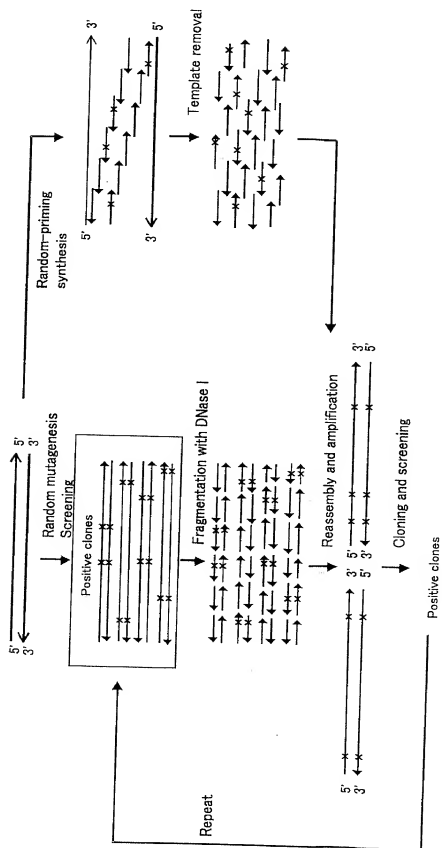 5' 5'
3' 3'
Random mutagenesis
Screening
Random-priming
synthesis
5' 3'
3' 5'
Positive clones
Template removal
Fragmentation with DNase I
Reassembly and amplification
5' 3' 5' 3'
3' 5' 3' 5'
Cloning and screening
Repeat
Positive clones